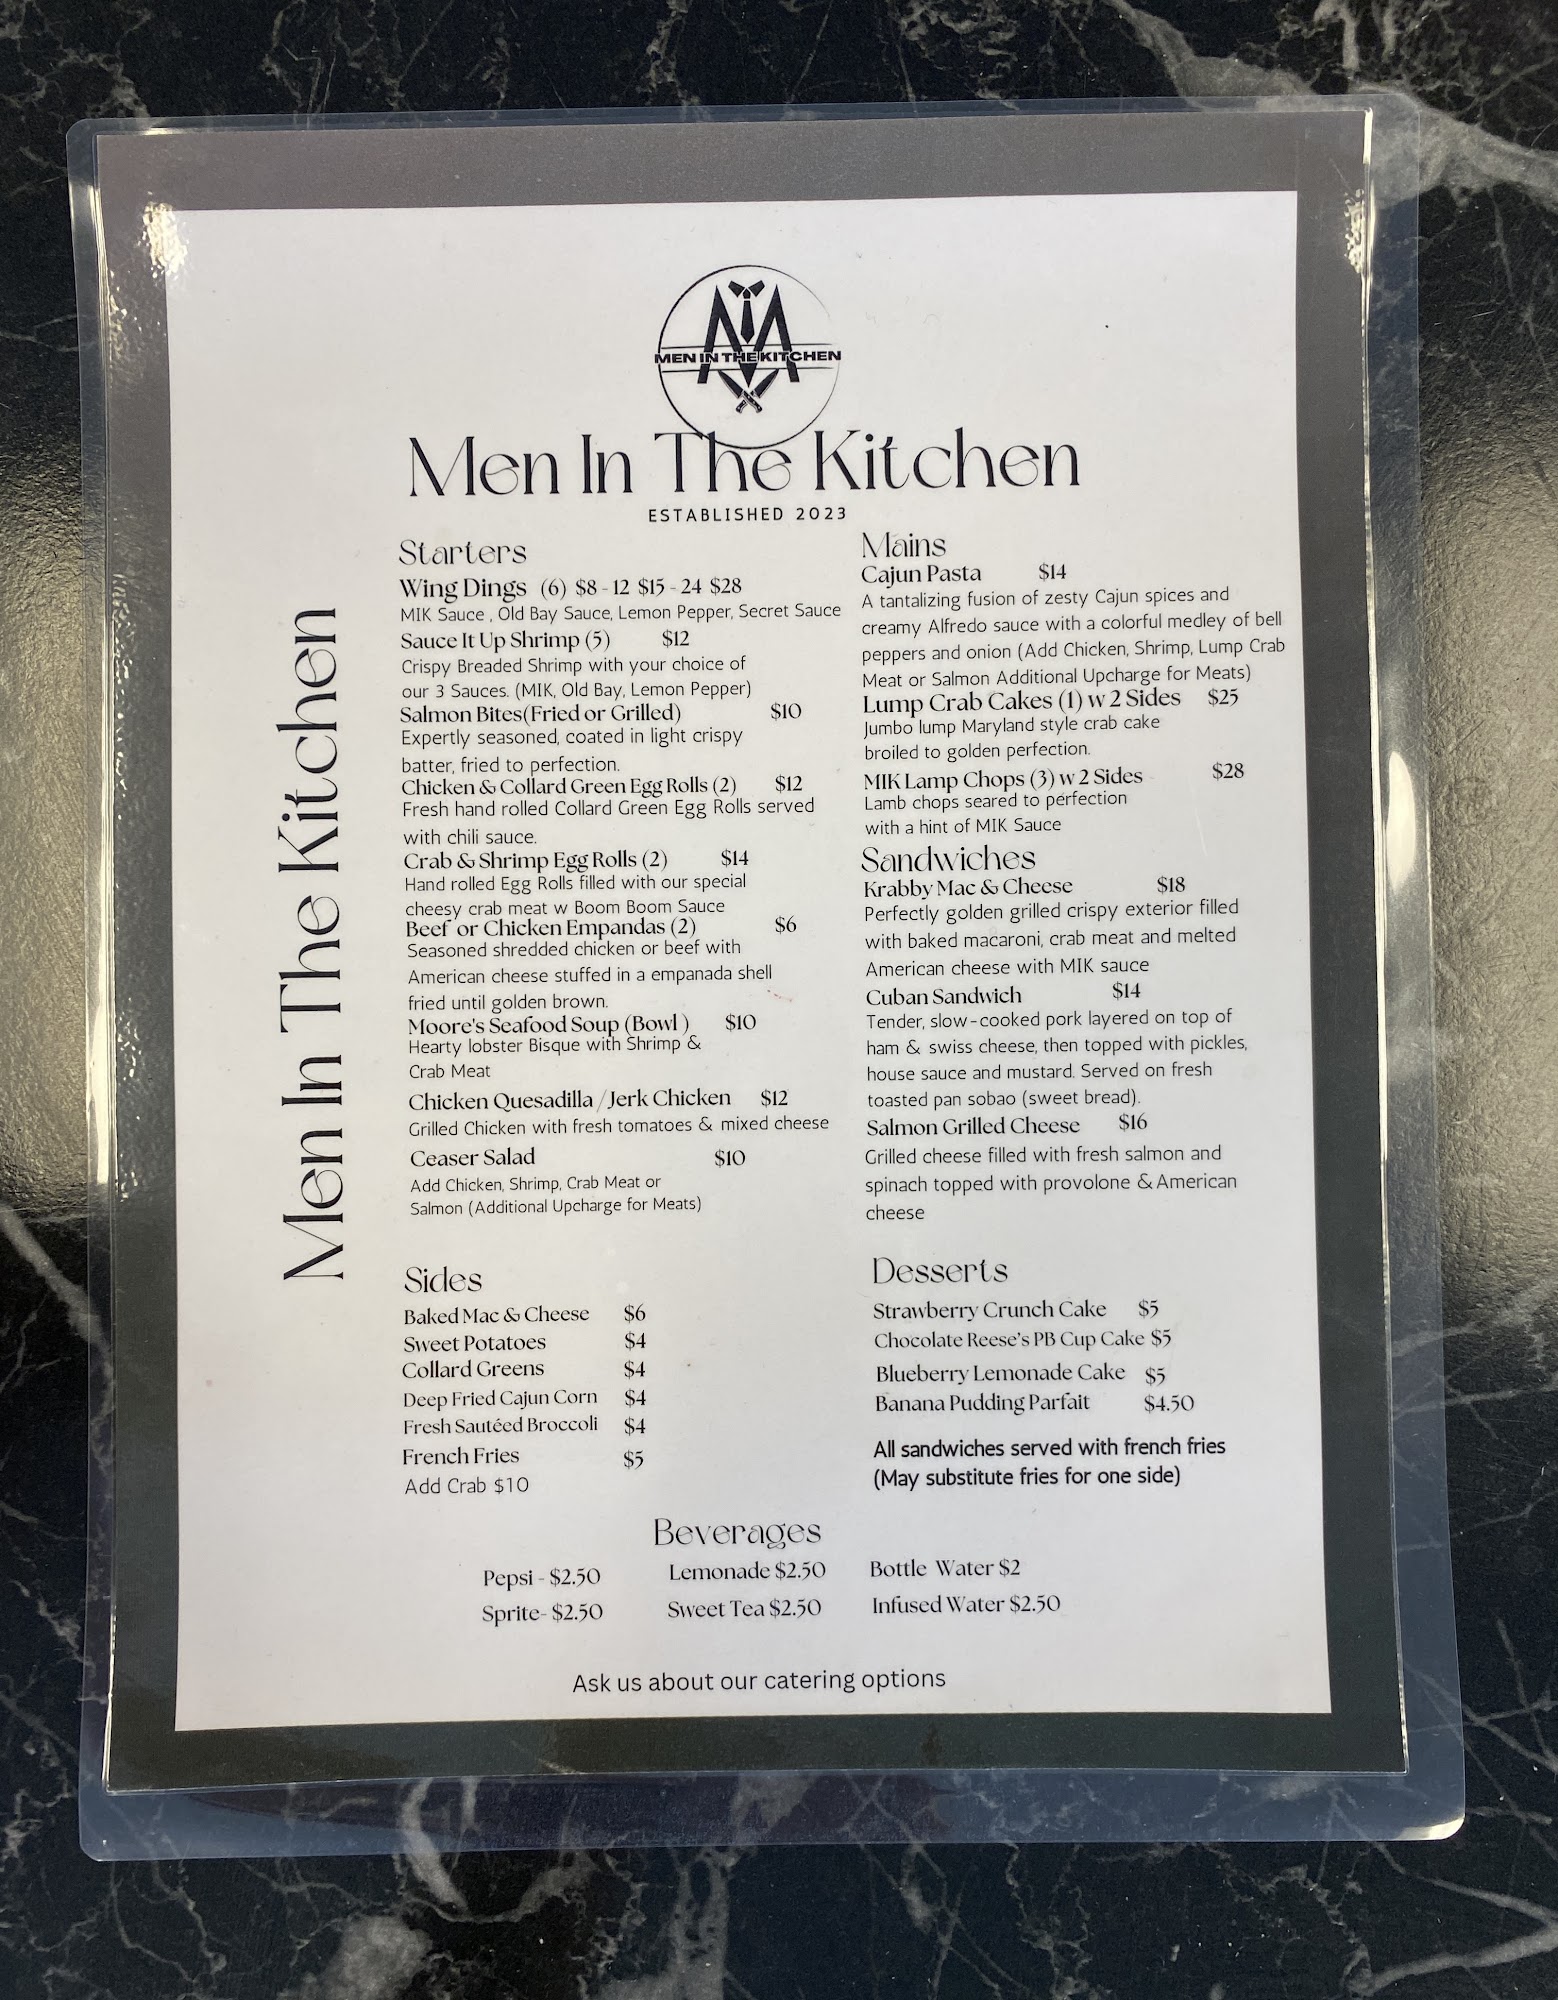 MEN IN THE KITCHEN
Men In The Kitchen
ESTABLISHED 2023
Men In The Kitchen
Starters
Wing Dings (6) $8 - 12 $15 - 24 $28
MIK Sauce , Old Bay Sauce, Lemon Pepper, Secret Sauce
Sauce It Up Shrimp (5) $12
Crispy Breaded Shrimp with your choice of
our 3 Sauces. (MIK, Old Bay, Lemon Pepper)
Salmon Bites(Fried or Grilled) $10
Expertly seasoned, coated in light crispy
batter, fried to perfection.
Chicken & Collard Green Egg Rolls (2) $12
Fresh hand rolled Collard Green Egg Rolls served
with chili sauce.
Crab & Shrimp Egg Rolls (2) $14
Hand rolled Egg Rolls filled with our special
cheesy crab meat w Boom Boom Sauce
Beef or Chicken Empandas (2) $6
Seasoned shredded chicken or beef with
American cheese stuffed in a empanada shell
fried until golden brown.
Moore's Seafood Soup (Bowl ) $10
Hearty lobster Bisque with Shrimp &
Crab Meat
Chicken Quesadilla /Jerk Chicken $12
Grilled Chicken with fresh tomatoes & mixed cheese
Ceaser Salad $10
Add Chicken, Shrimp, Crab Meat or
Salmon (Additional Upcharge for Meats)
Mains
Cajun Pasta $14
A tantalizing fusion of zesty Cajun spices and
creamy Alfredo sauce with a colorful medley of bell
peppers and onion (Add Chicken, Shrimp, Lump Crab
Meat or Salmon Additional Upcharge for Meats)
Lump Crab Cakes (1) w 2 Sides $25
Jumbo lump Maryland style crab cake
broiled to golden perfection.
MIK Lamp Chops (3) w 2 Sides $28
Lamb chops seared to perfection
with a hint of MIK Sauce
Sandwiches
Krabby Mac & Cheese $18
Perfectly golden grilled crispy exterior filled
with baked macaroni, crab meat and melted
American cheese with MIK sauce
Cuban Sandwich $14
Tender, slow-cooked pork layered on top of
ham & swiss cheese, then topped with pickles,
house sauce and mustard. Served on fresh
toasted pan sobao (sweet bread).
Salmon Grilled Cheese $16
Grilled cheese filled with fresh salmon and
spinach topped with provolone & American
cheese
Sides
Baked Mac & Cheese $6
Sweet Potatoes $4
Collard Greens $4
Deep Fried Cajun Corn $4
Fresh Sautéed Broccoli $4
French Fries $5
Add Crab $10
Desserts
Strawberry Crunch Cake $5
Chocolate Reese's PB Cup Cake $5
Blueberry Lemonade Cake $5
Banana Pudding Parfait $4.50
All sandwiches served with french fries
(May substitute fries for one side)
Beverages
Pepsi - $2.50 Lemonade $2.50 Bottle Water $2
Sprite- $2.50 Sweet Tea $2.50 Infused Water $2.50
Ask us about our catering options